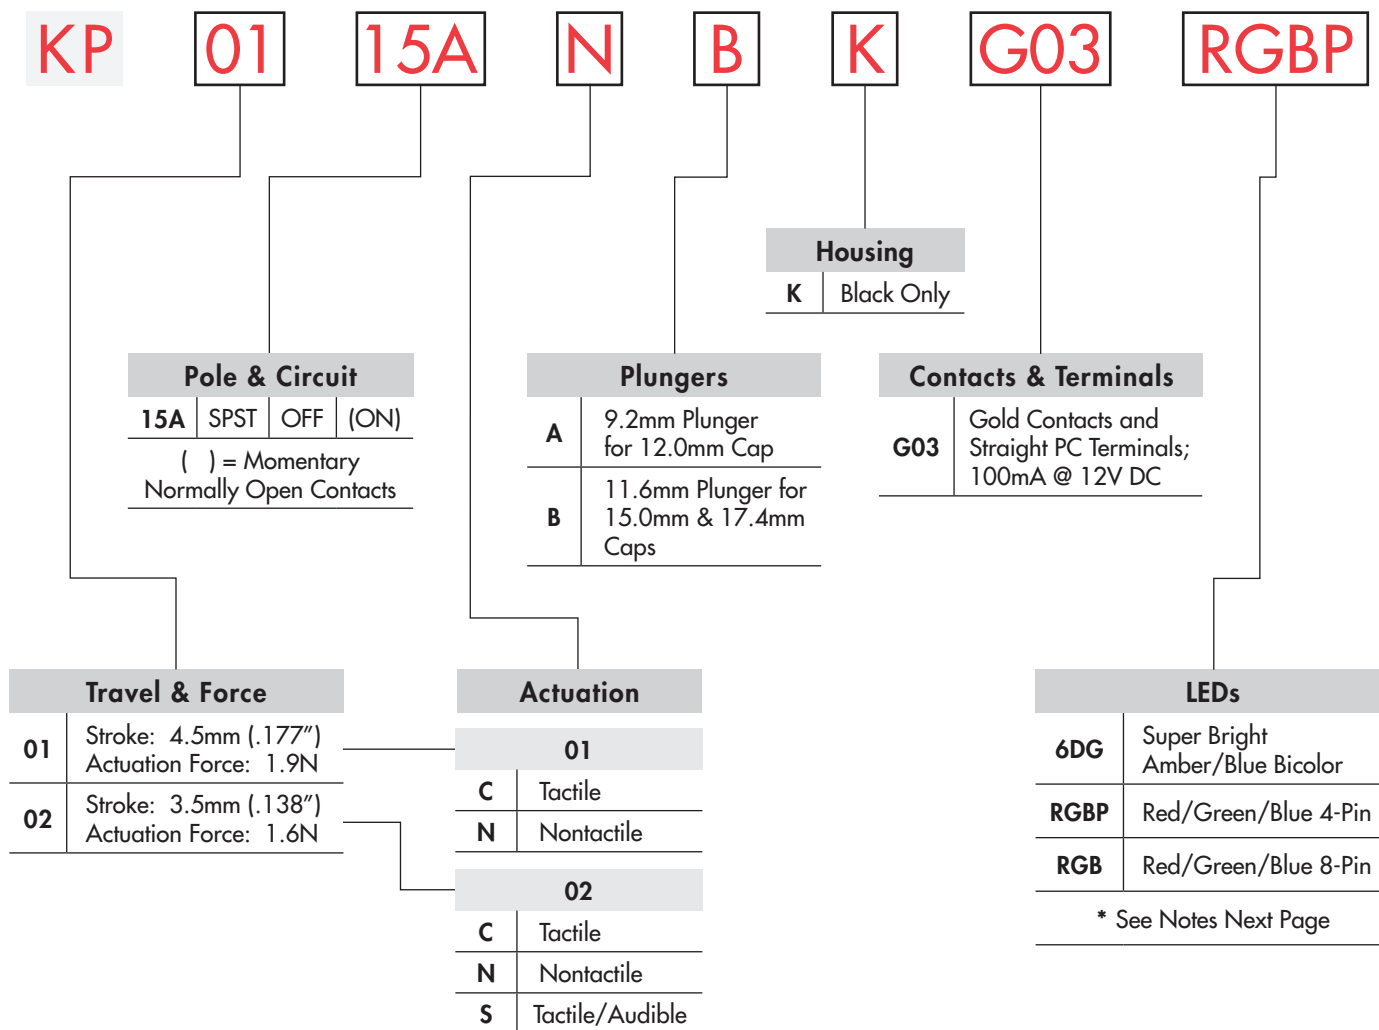 KP 01 15A N B K G03 RGBP
Housing
K Black Only
Pole & Circuit
15A SPST OFF (ON)
( ) = Momentary
Normally Open Contacts
Plungers
A 9.2mm Plunger
for 12.0mm Cap
B 11.6mm Plunger for
15.0mm & 17.4mm
Caps
Contacts & Terminals
G03 Gold Contacts and
Straight PC Terminals;
100mA @ 12V DC
Travel & Force
01 Stroke: 4.5mm (.177″)
Actuation Force: 1.9N
02 Stroke: 3.5mm (.138″)
Actuation Force: 1.6N
Actuation
01
C Tactile
N Nontactile
02
C Tactile
N Nontactile
S Tactile/Audible
LEDs
6DG Super Bright
Amber/Blue Bicolor
RGBP Red/Green/Blue 4-Pin
RGB Red/Green/Blue 8-Pin
* See Notes Next Page